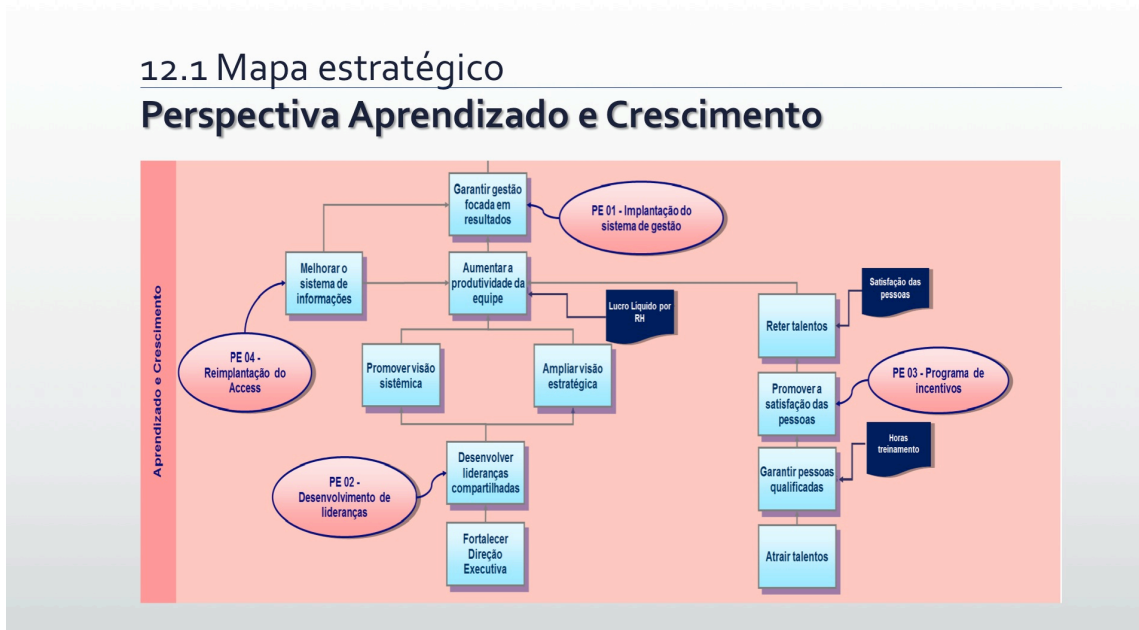 12.1 Mapa estratégico
Perspectiva Aprendizado e Crescimento
Aprendizado e Crescimento
Garantir gestão
focada em
resultados
PE 01 - Implantação do
sistema de gestão
Melhorar o
sistema de
informações
Aumentar a
produtividade da
equipe
Lucro Líquido por
RH
Satisfação das
pessoas
Reter talentos
PE 04 -
Reimplantação do
Access
Promover visão
sistêmica
Ampliar visão
estratégica
Promover a
satisfação das
pessoas
PE 03 - Programa de
incentivos
Horas
treinamento
PE 02 -
Desenvolvimento de
lideranças
Desenvolver
lideranças
compartilhadas
Garantir pessoas
qualificadas
Fortalecer
Direção
Executiva
Atrair talentos